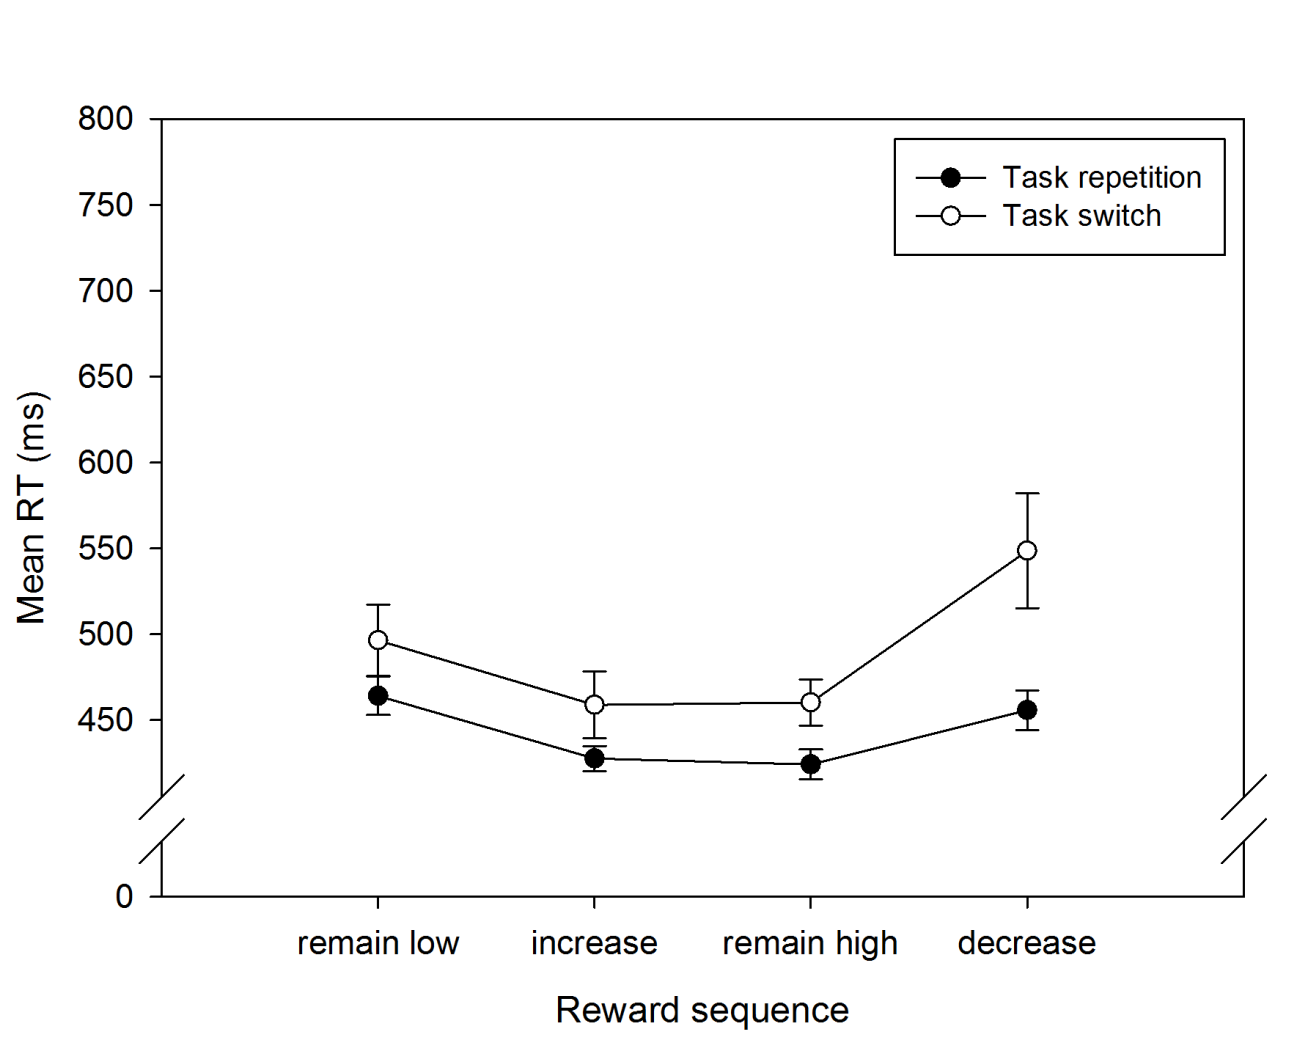 800
750
700
650
600
550
500
450
0
Mean RT (ms)
Task repetition
Task switch
remain low increase remain high decrease
Reward sequence